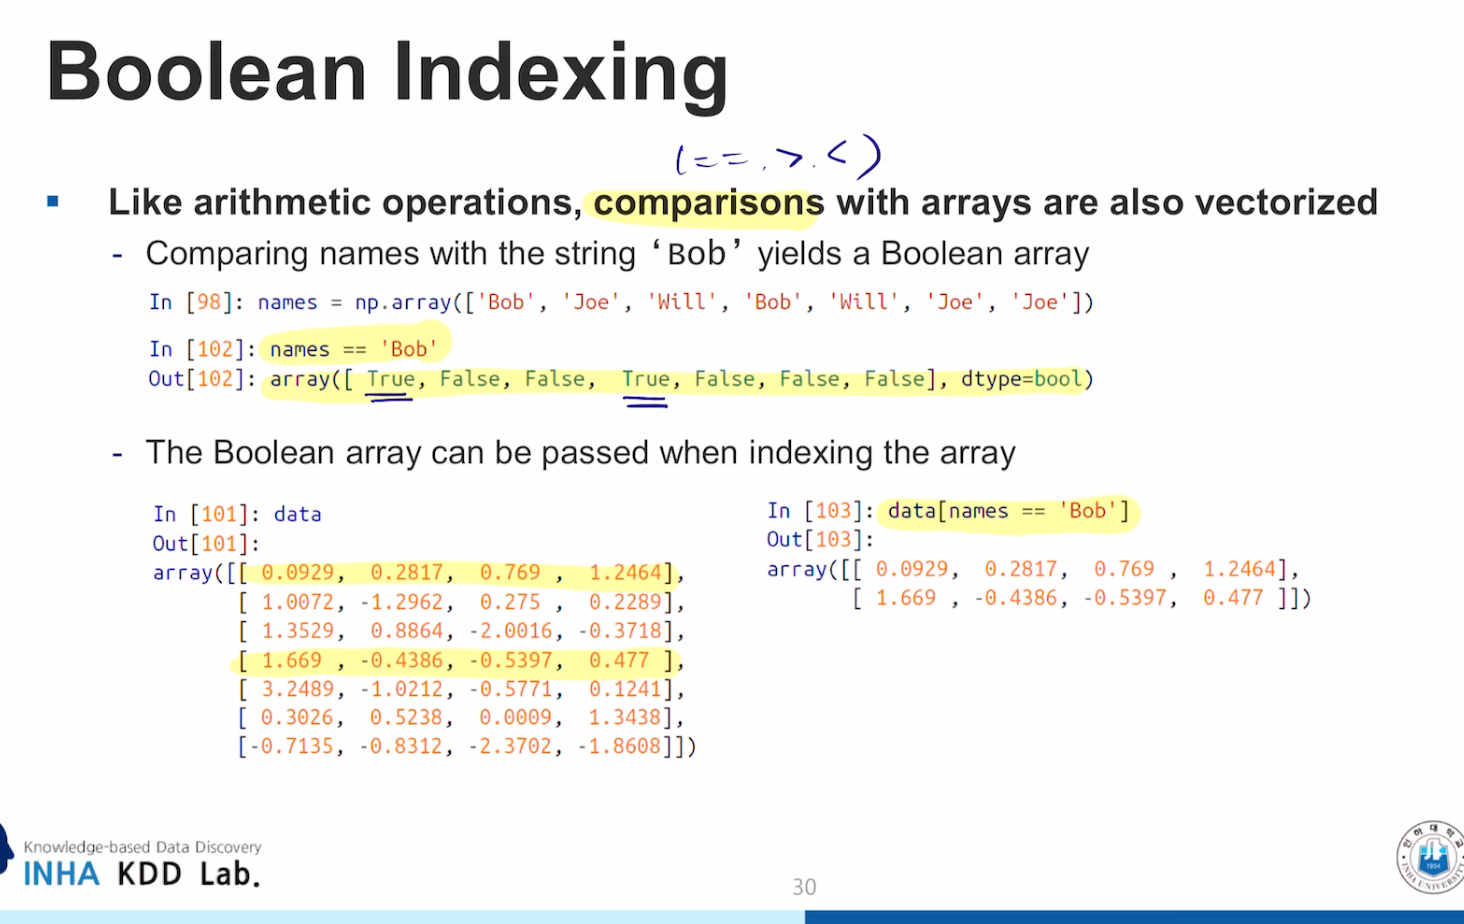 Boolean Indexing
(==, >, <)
▪ Like arithmetic operations, comparisons with arrays are also vectorized
- Comparing names with the string ‘Bob’ yields a Boolean array
In [98]: names = np.array(['Bob', 'Joe', 'Will', 'Bob', 'Will', 'Joe', 'Joe'])
In [102]: names == 'Bob'
Out[102]: array([ True, False, False,  True, False, False, False], dtype=bool)
- The Boolean array can be passed when indexing the array
In [101]: data
Out[101]:
array([[ 0.0929,  0.2817,  0.769 ,  1.2464],
[ 1.0072, -1.2962,  0.275 ,  0.2289],
[ 1.3529,  0.8864, -2.0016, -0.3718],
[ 1.669 , -0.4386, -0.5397,  0.477 ],
[ 3.2489, -1.0212, -0.5771,  0.1241],
[ 0.3026,  0.5238,  0.0009,  1.3438],
[-0.7135, -0.8312, -2.3702, -1.8608]])
In [103]: data[names == 'Bob']
Out[103]:
array([[ 0.0929,  0.2817,  0.769 ,  1.2464],
[ 1.669 , -0.4386, -0.5397,  0.477 ]])
Knowledge-based Data Discovery
INHA KDD Lab.
30
인하대학교
1954
INHA UNIVERSITY